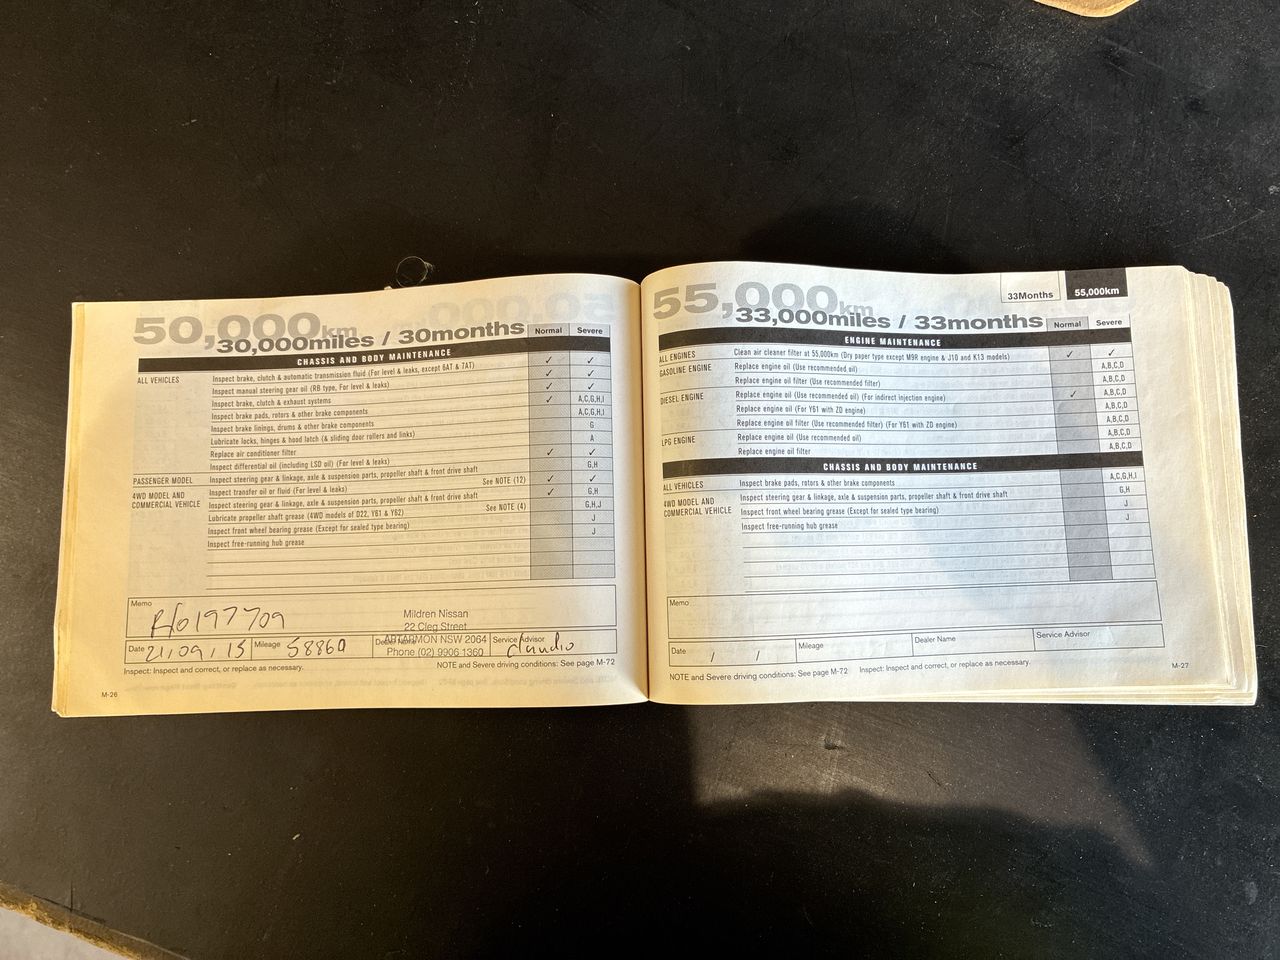 50,000km
30,000miles / 30months
Normal Severe
CHASSIS AND BODY MAINTENANCE
ALL VEHICLES Inspect brake, clutch & automatic transmission fluid (For level & leaks, except 6AT & 7AT) ✓ ✓
Inspect manual steering gear oil (RB type, For level & leaks) ✓ ✓
Inspect brake, clutch & exhaust systems ✓ ✓
Inspect brake pads, rotors & other brake components ✓ A,C,G,H,I
Inspect brake linings, drums & other brake components A,C,G,H,I
Lubricate locks, hinges & hood latch (& sliding door rollers and links) G
Replace air conditioner filter A
Inspect differential oil (including LSD oil) (For level & leaks) ✓ ✓
PASSENGER MODEL Inspect steering gear & linkage, axle & suspension parts, propeller shaft & front drive shaft G,H
4WD MODEL AND COMMERCIAL VEHICLE Inspect transfer oil or fluid (For level & leaks) See NOTE (12) ✓ ✓
Inspect steering gear & linkage, axle & suspension parts, propeller shaft & front drive shaft ✓ G,H
Lubricate propeller shaft grease (4WD models of D22, Y61 & Y62) See NOTE (4) G,H,J
Inspect front wheel bearing grease (Except for sealed type bearing) J
Inspect free-running hub grease J
Memo
R/o 197709
Mildren Nissan
22 Cleg Street
ARTARMON NSW 2064
Phone (02) 9906 1360
Date 21/09/15 Mileage 58860 Dealer Name Service Advisor Claudio
Inspect: Inspect and correct, or replace as necessary. NOTE and Severe driving conditions: See page M-72
M-26
33Months 55,000km
55,000km
33,000miles / 33months
Normal Severe
ENGINE MAINTENANCE
ALL ENGINES Clean air cleaner filter at 55,000km (Dry paper type except M9R engine & J10 and K13 models) ✓ ✓
GASOLINE ENGINE Replace engine oil (Use recommended oil) A,B,C,D
Replace engine oil filter (Use recommended filter) A,B,C,D
DIESEL ENGINE Replace engine oil (Use recommended oil) (For indirect injection engine) ✓ A,B,C,D
Replace engine oil (For Y61 with ZD engine) A,B,C,D
Replace engine oil filter (Use recommended filter) (For Y61 with ZD engine) A,B,C,D
LPG ENGINE Replace engine oil (Use recommended oil) A,B,C,D
Replace engine oil filter A,B,C,D
CHASSIS AND BODY MAINTENANCE
ALL VEHICLES Inspect brake pads, rotors & other brake components A,C,G,H,I
4WD MODEL AND COMMERCIAL VEHICLE Inspect steering gear & linkage, axle & suspension parts, propeller shaft & front drive shaft G,H
Inspect front wheel bearing grease (Except for sealed type bearing) J
Inspect free-running hub grease J
Memo
Date / / Mileage Dealer Name Service Advisor
NOTE and Severe driving conditions: See page M-72 Inspect: Inspect and correct, or replace as necessary.
M-27